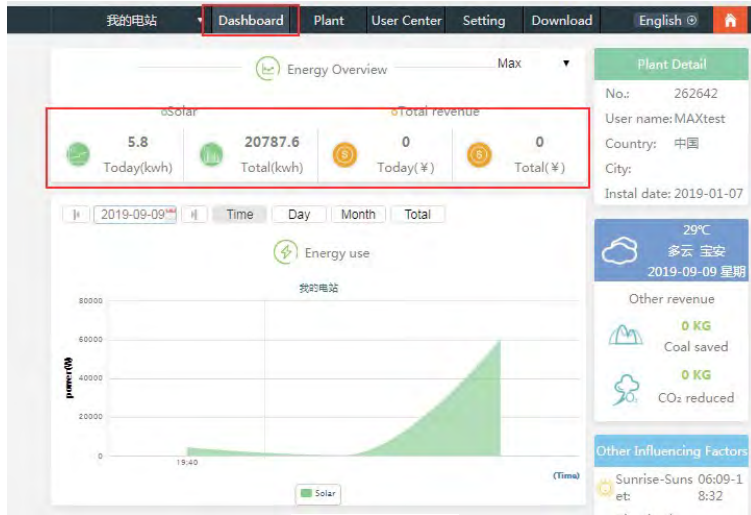 我的电站 ▼ Dashboard Plant User Center Setting Download English
Energy Overview Max ▼
Solar Total revenue
5.8 20787.6 0 0
Today(kwh) Total(kwh) Today(¥) Total(¥)
2019-09-09 Time Day Month Total
Energy use
我的电站
80000
60000
40000
20000
0
power(W)
19:40
(Time)
Solar
Plant Detail
No.: 262642
User name: MAXtest
Country: 中国
City:
Instal date: 2019-01-07
29℃
多云 宝安
2019-09-09 星期
Other revenue
0 KG
Coal saved
0 KG
CO₂ reduced
Other Influencing Factors
Sunrise-Suns 06:09-1
et: 8:32